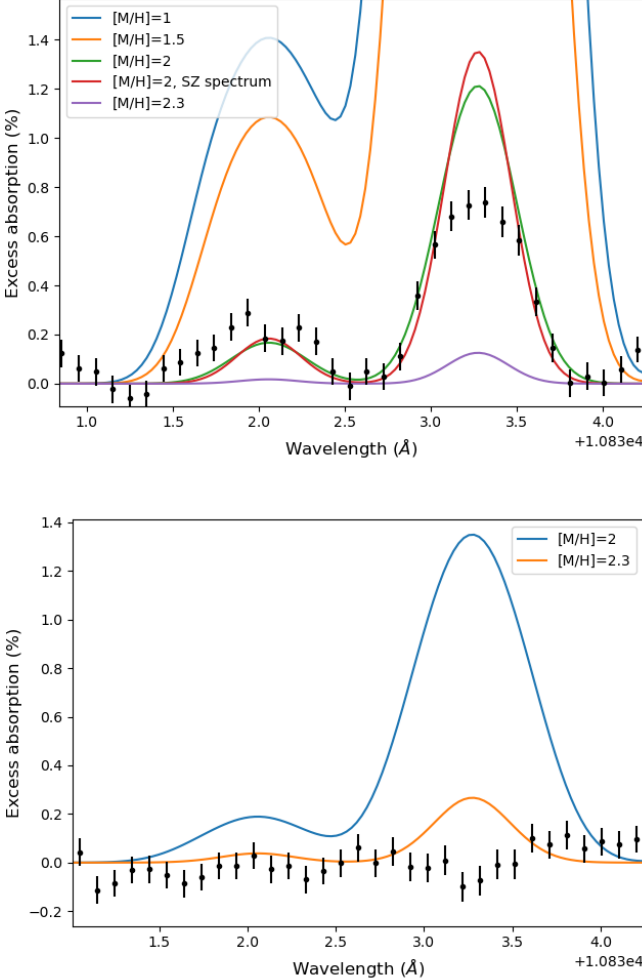 [M/H]=1
[M/H]=1.5
[M/H]=2
[M/H]=2, SZ spectrum
[M/H]=2.3
Excess absorption (%)
1.4
1.2
1.0
0.8
0.6
0.4
0.2
0.0
1.0 1.5 2.0 2.5 3.0 3.5 4.0
Wavelength (Å)
+1.083e4
[M/H]=2
[M/H]=2.3
Excess absorption (%)
1.4
1.2
1.0
0.8
0.6
0.4
0.2
0.0
−0.2
1.5 2.0 2.5 3.0 3.5 4.0
Wavelength (Å)
+1.083e4